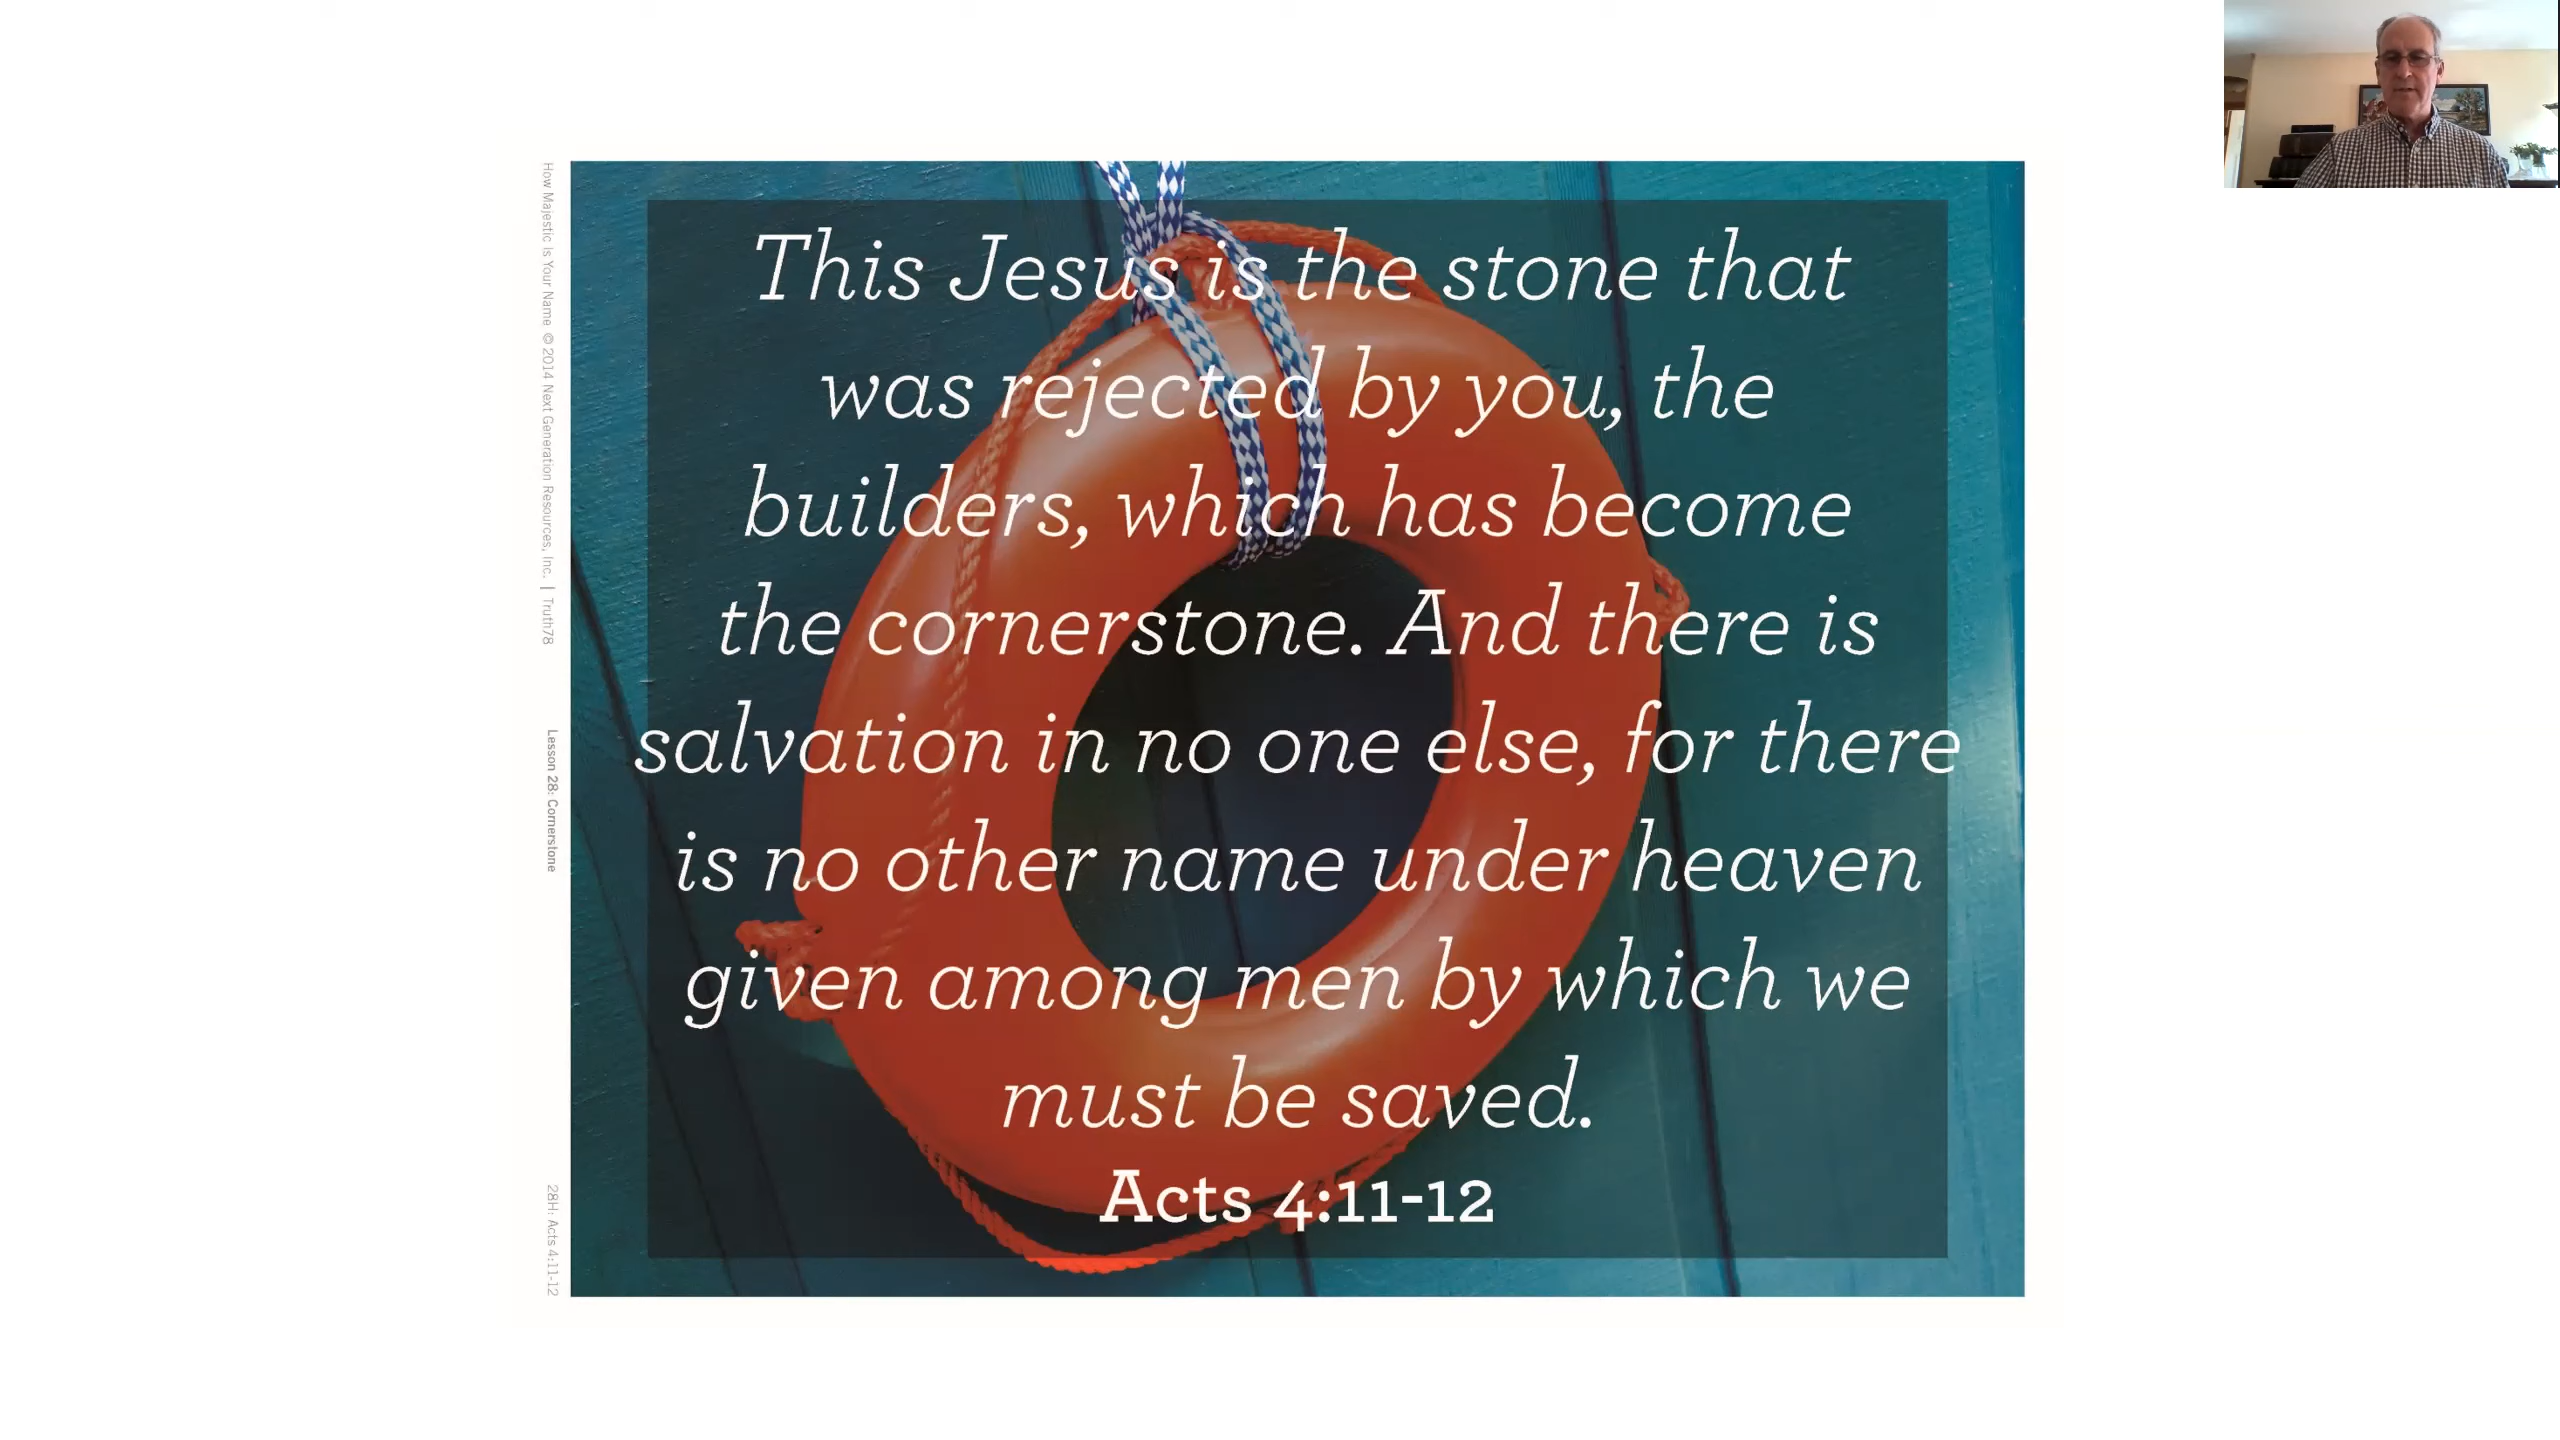 This Jesus is the stone that
was rejected by you, the
builders, which has become
the cornerstone. And there is
salvation in no one else, for there
is no other name under heaven
given among men by which we
must be saved.
Acts 4:11-12
How Majestic Is Your Name © 2014 Next Generation Resources, Inc. | Truth78
Lesson 28: Cornerstone
28H: Acts 4:11-12